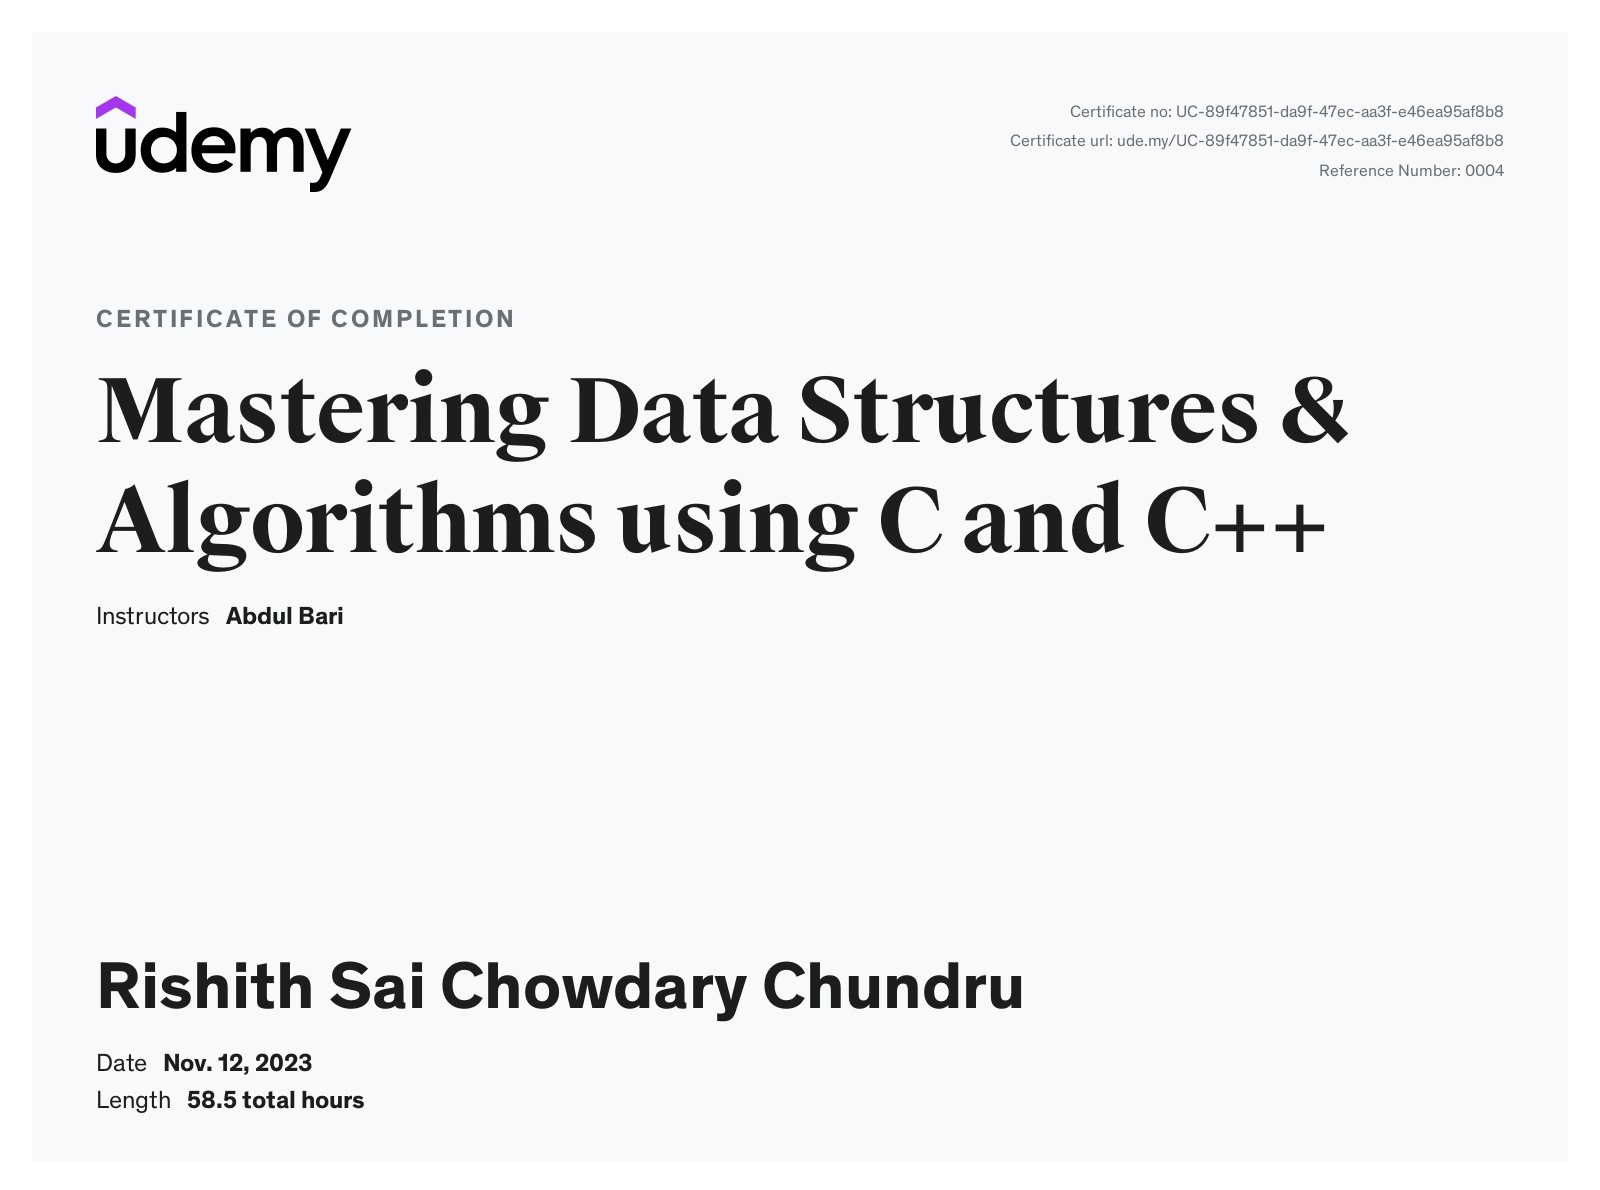 udemy
Certificate no: UC-89f47851-da9f-47ec-aa3f-e46ea95af8b8
Certificate url: ude.my/UC-89f47851-da9f-47ec-aa3f-e46ea95af8b8
Reference Number: 0004
CERTIFICATE OF COMPLETION
Mastering Data Structures &
Algorithms using C and C++
Instructors Abdul Bari
Rishith Sai Chowdary Chundru
Date Nov. 12, 2023
Length 58.5 total hours